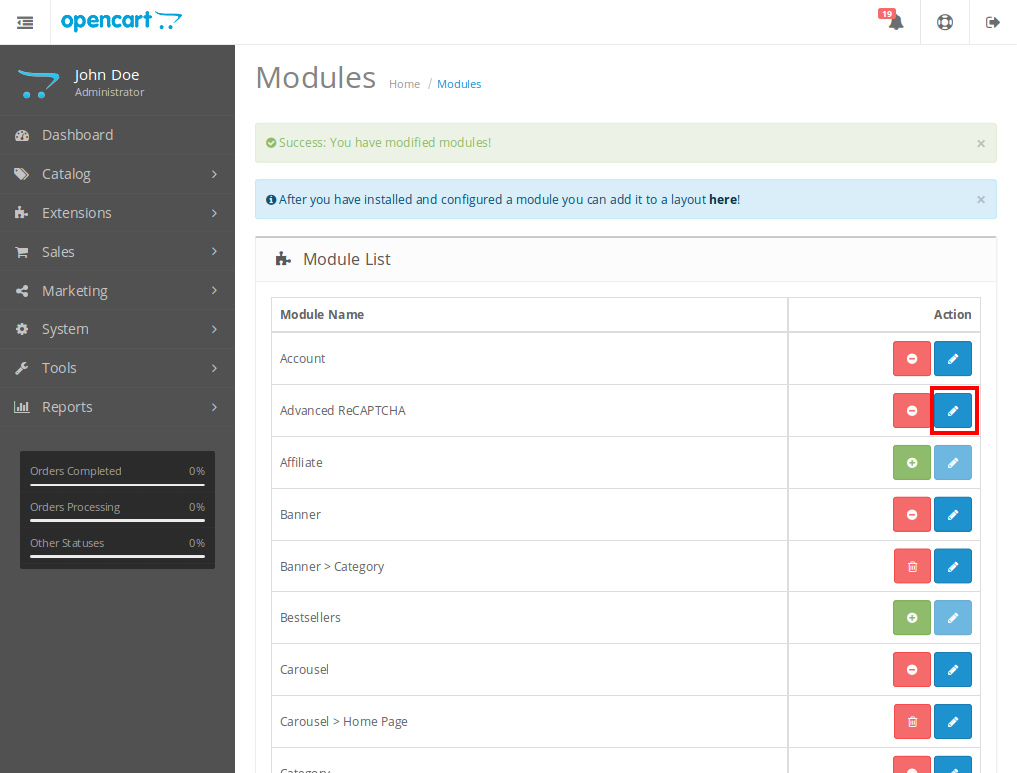 opencart
19
John Doe
Administrator
Dashboard
Catalog
Extensions
Sales
Marketing
System
Tools
Reports
Orders Completed 0%
Orders Processing 0%
Other Statuses 0%
Modules Home / Modules
Success: You have modified modules! ×
After you have installed and configured a module you can add it to a layout here! ×
Module List
Module Name Action
Account
Advanced ReCAPTCHA
Affiliate
Banner
Banner > Category
Bestsellers
Carousel
Carousel > Home Page
Category